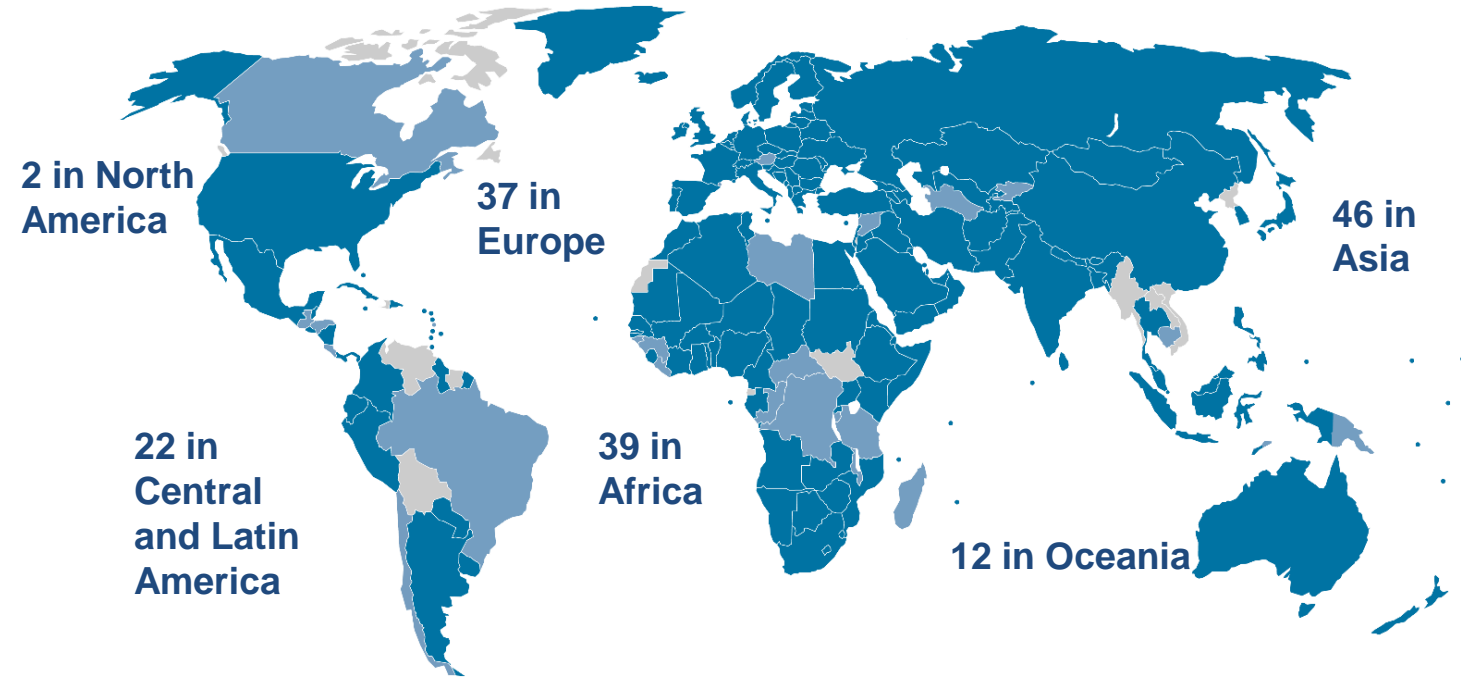 2 in North
America
37 in
Europe
46 in
Asia
22 in
Central
and Latin
America
39 in
Africa
12 in Oceania